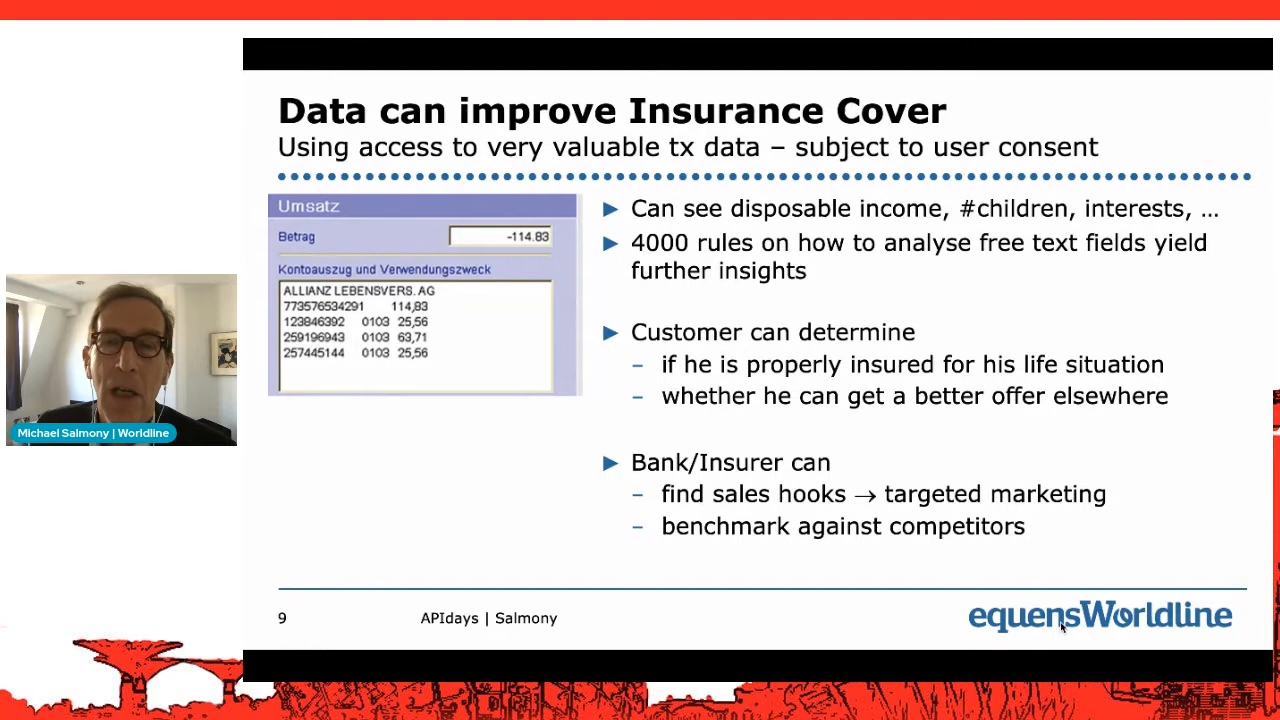 Data can improve Insurance Cover
Using access to very valuable tx data – subject to user consent
Umsatz
Betrag
-114.83
Kontoauszug und Verwendungszweck
ALLIANZ LEBENSVERS. AG
773576534291 114,83
123846392 0103 25,56
259196943 0103 63,71
257445144 0103 25,56
► Can see disposable income, #children, interests, ...
► 4000 rules on how to analyse free text fields yield
further insights
► Customer can determine
– if he is properly insured for his life situation
– whether he can get a better offer elsewhere
► Bank/Insurer can
– find sales hooks → targeted marketing
– benchmark against competitors
Michael Salmony | Worldline
9 APIdays | Salmony
equensWorldline